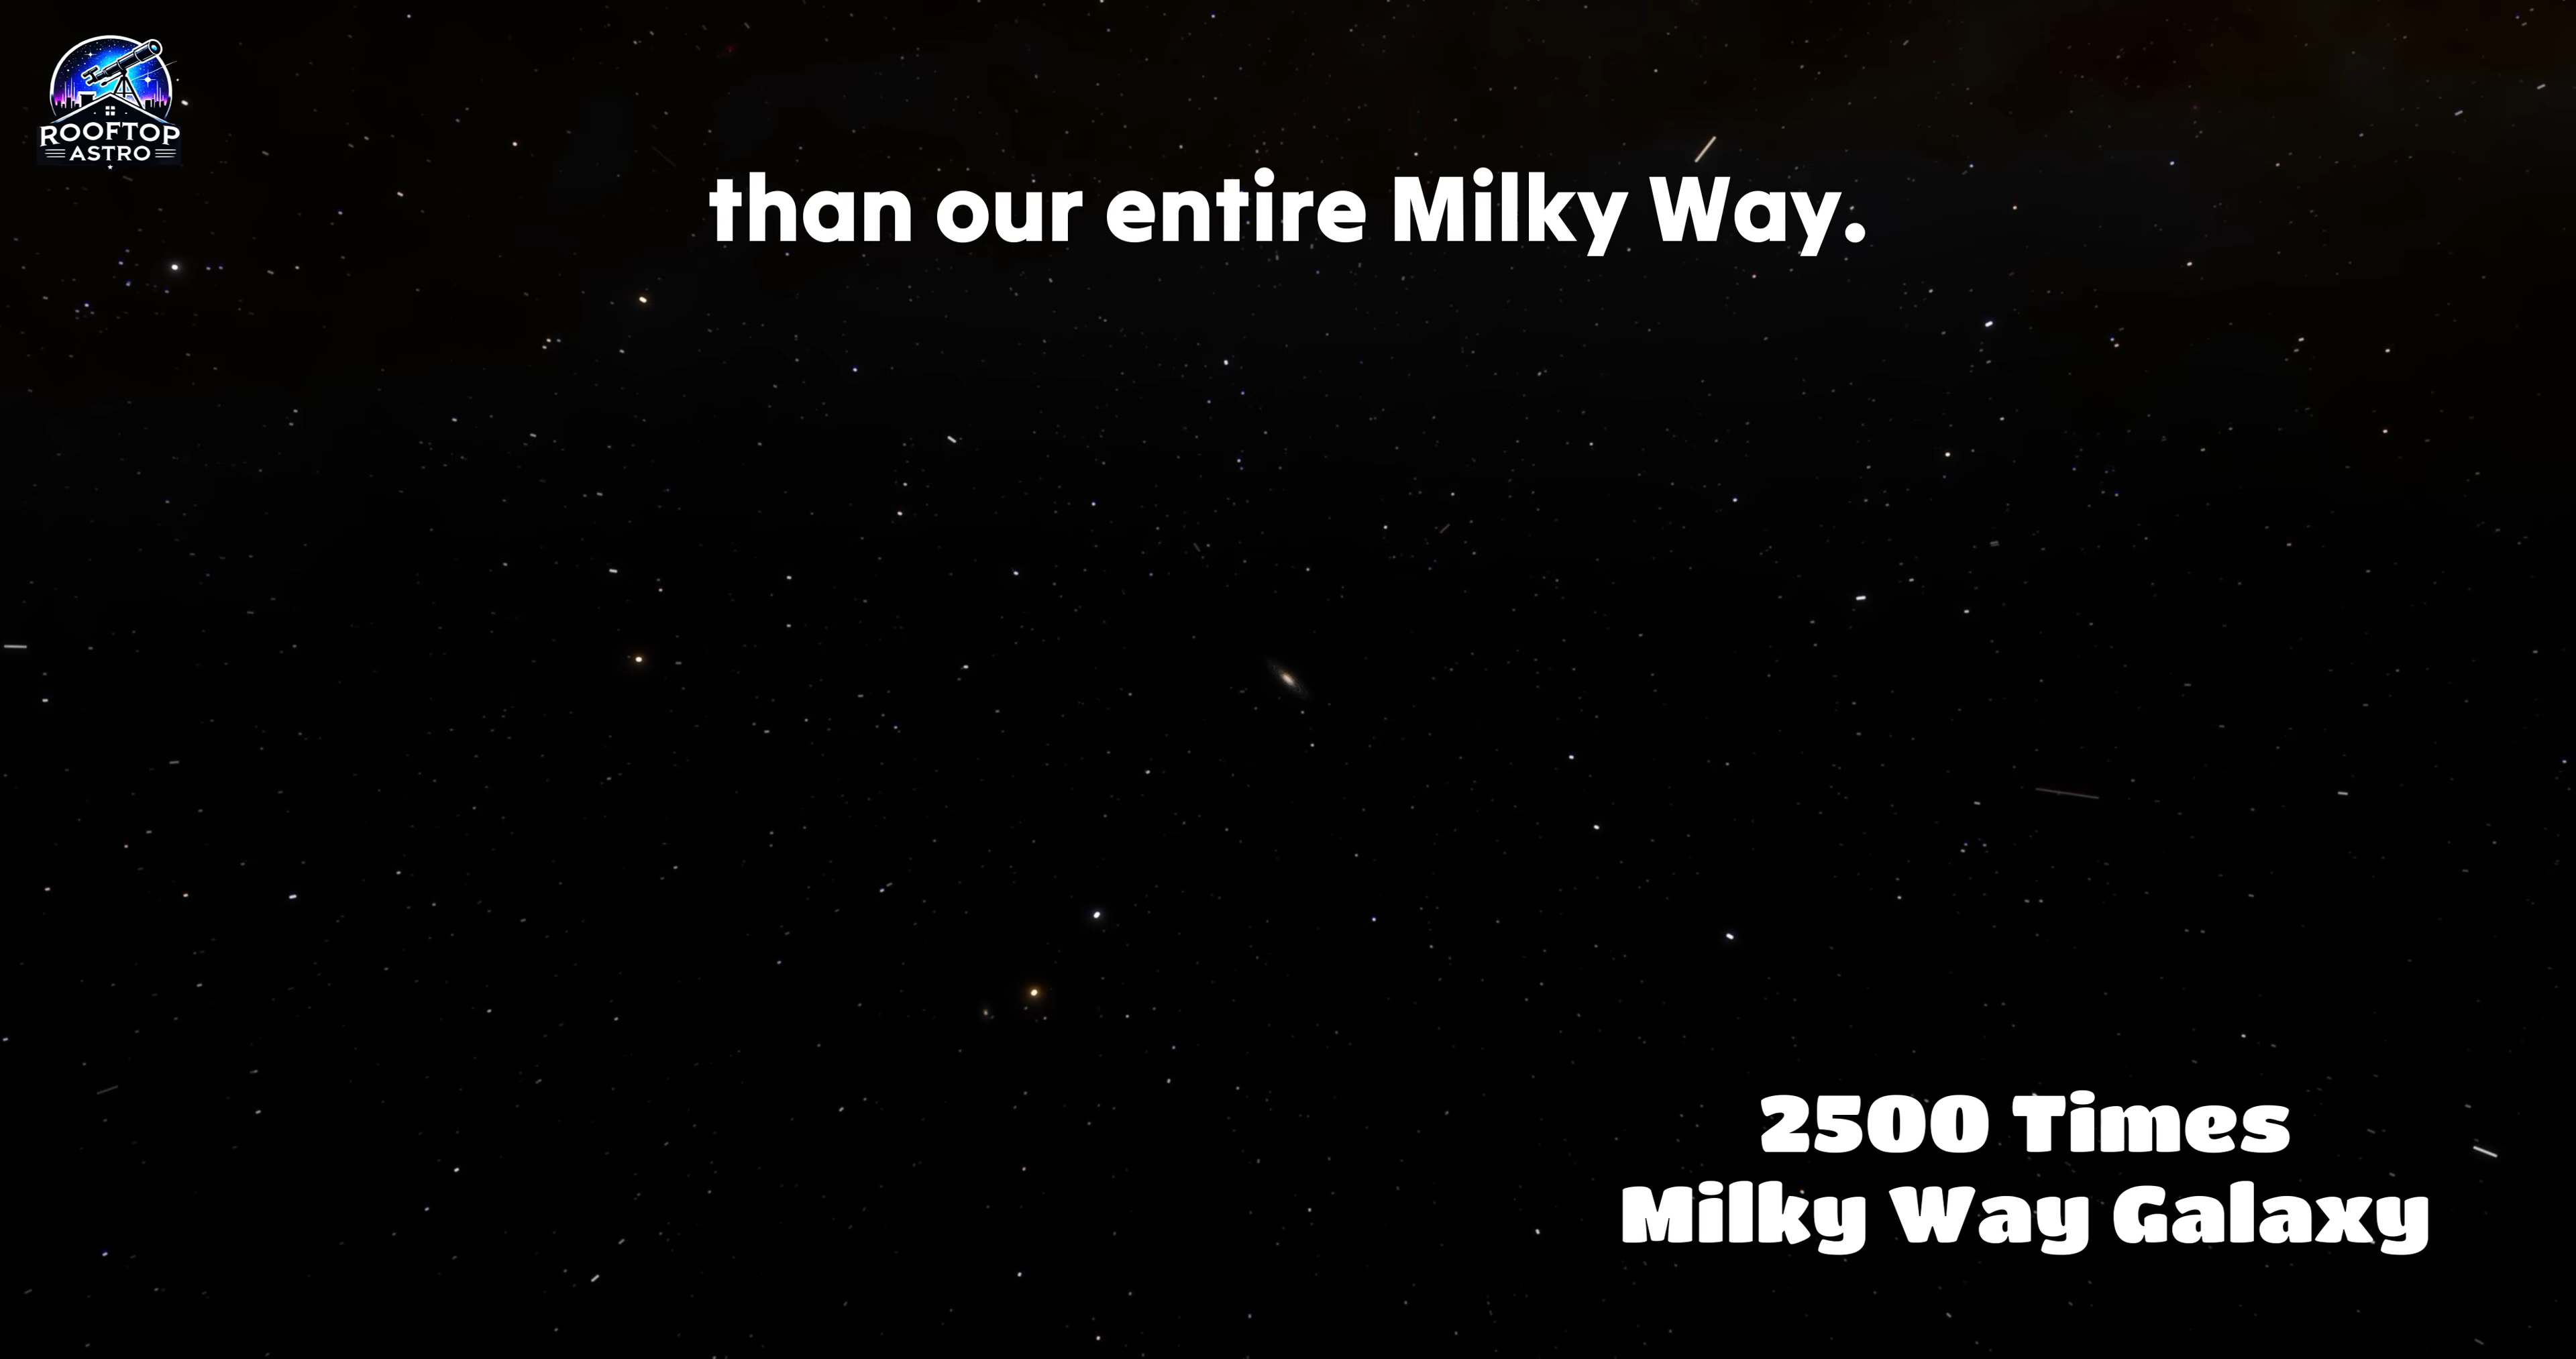 ROOFTOP
ASTRO
than our entire Milky Way.
2500 Times
Milky Way Galaxy